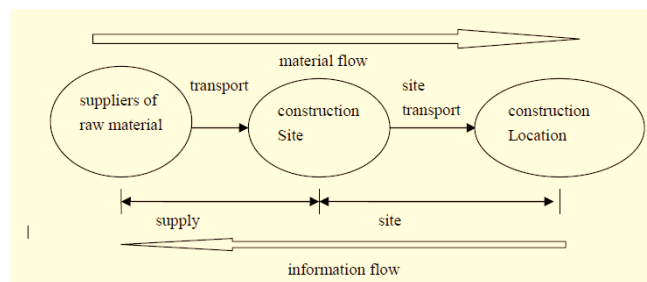 material flow
transport
site
transport
suppliers of
raw material
construction
Site
construction
Location
supply
site
information flow